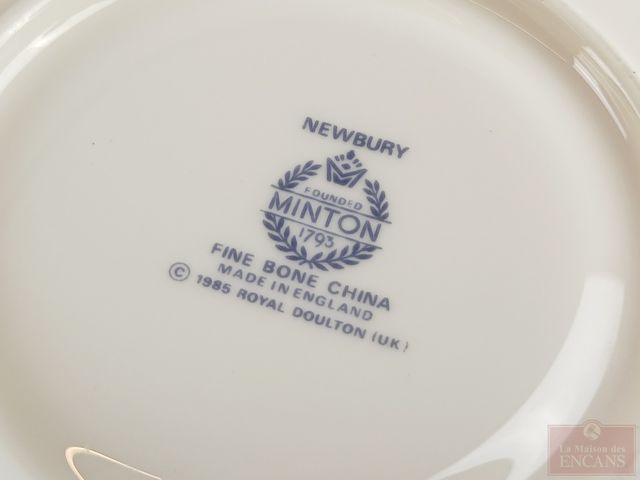 NEWBURY
FOUNDED
MINTON
1793
FINE BONE CHINA
MADE IN ENGLAND
© 1985 ROYAL DOULTON (UK)
La Maison des
ENCANS